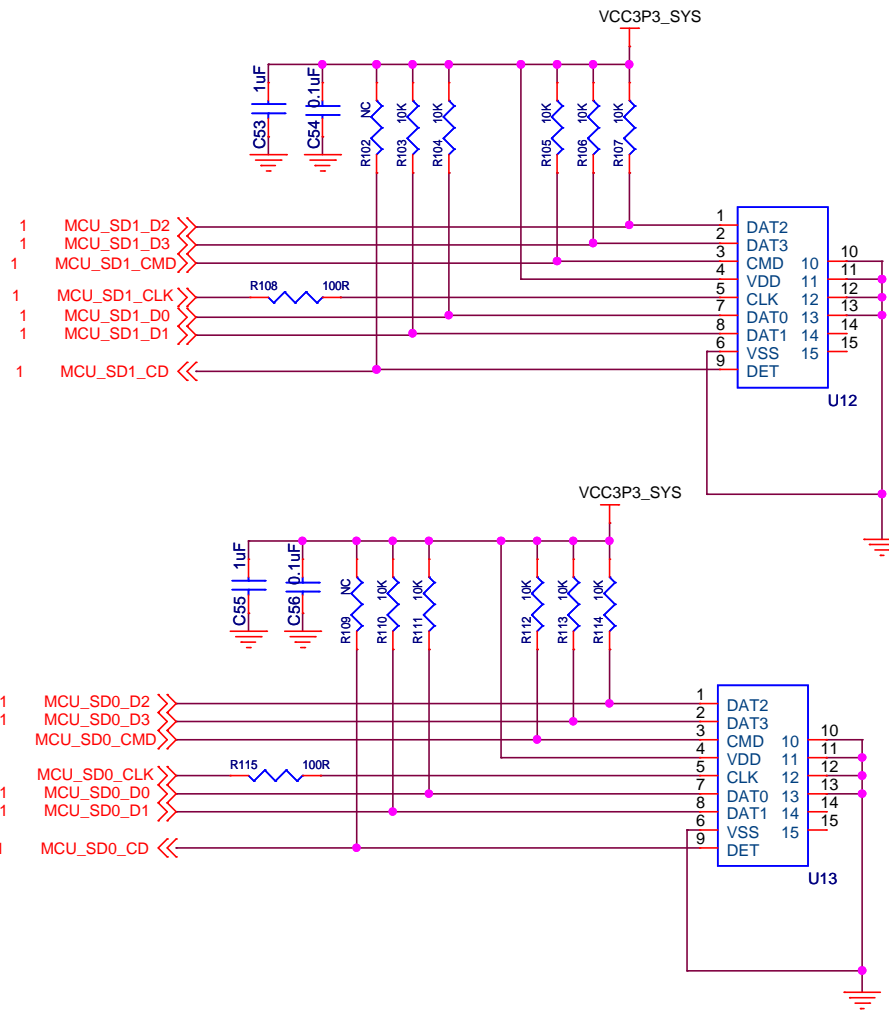 VCC3P3_SYS
C53 1uF
C54 0.1uF
R102 NC
R103 10K
R104 10K
R105 10K
R106 10K
R107 10K
1 MCU_SD1_D2 1 DAT2
1 MCU_SD1_D3 2 DAT3
1 MCU_SD1_CMD 3 CMD 10 10
4 VDD 11 11
1 MCU_SD1_CLK R108 100R 5 CLK 12 12
1 MCU_SD1_D0 7 DAT0 13 13
1 MCU_SD1_D1 8 DAT1 14 14
6 VSS 15 15
1 MCU_SD1_CD 9 DET
U12
VCC3P3_SYS
C55 1uF
C56 0.1uF
R109 NC
R110 10K
R111 10K
R112 10K
R113 10K
R114 10K
1 MCU_SD0_D2 1 DAT2
1 MCU_SD0_D3 2 DAT3
MCU_SD0_CMD 3 CMD 10 10
4 VDD 11 11
MCU_SD0_CLK R115 100R 5 CLK 12 12
1 MCU_SD0_D0 7 DAT0 13 13
1 MCU_SD0_D1 8 DAT1 14 14
6 VSS 15 15
1 MCU_SD0_CD 9 DET
U13